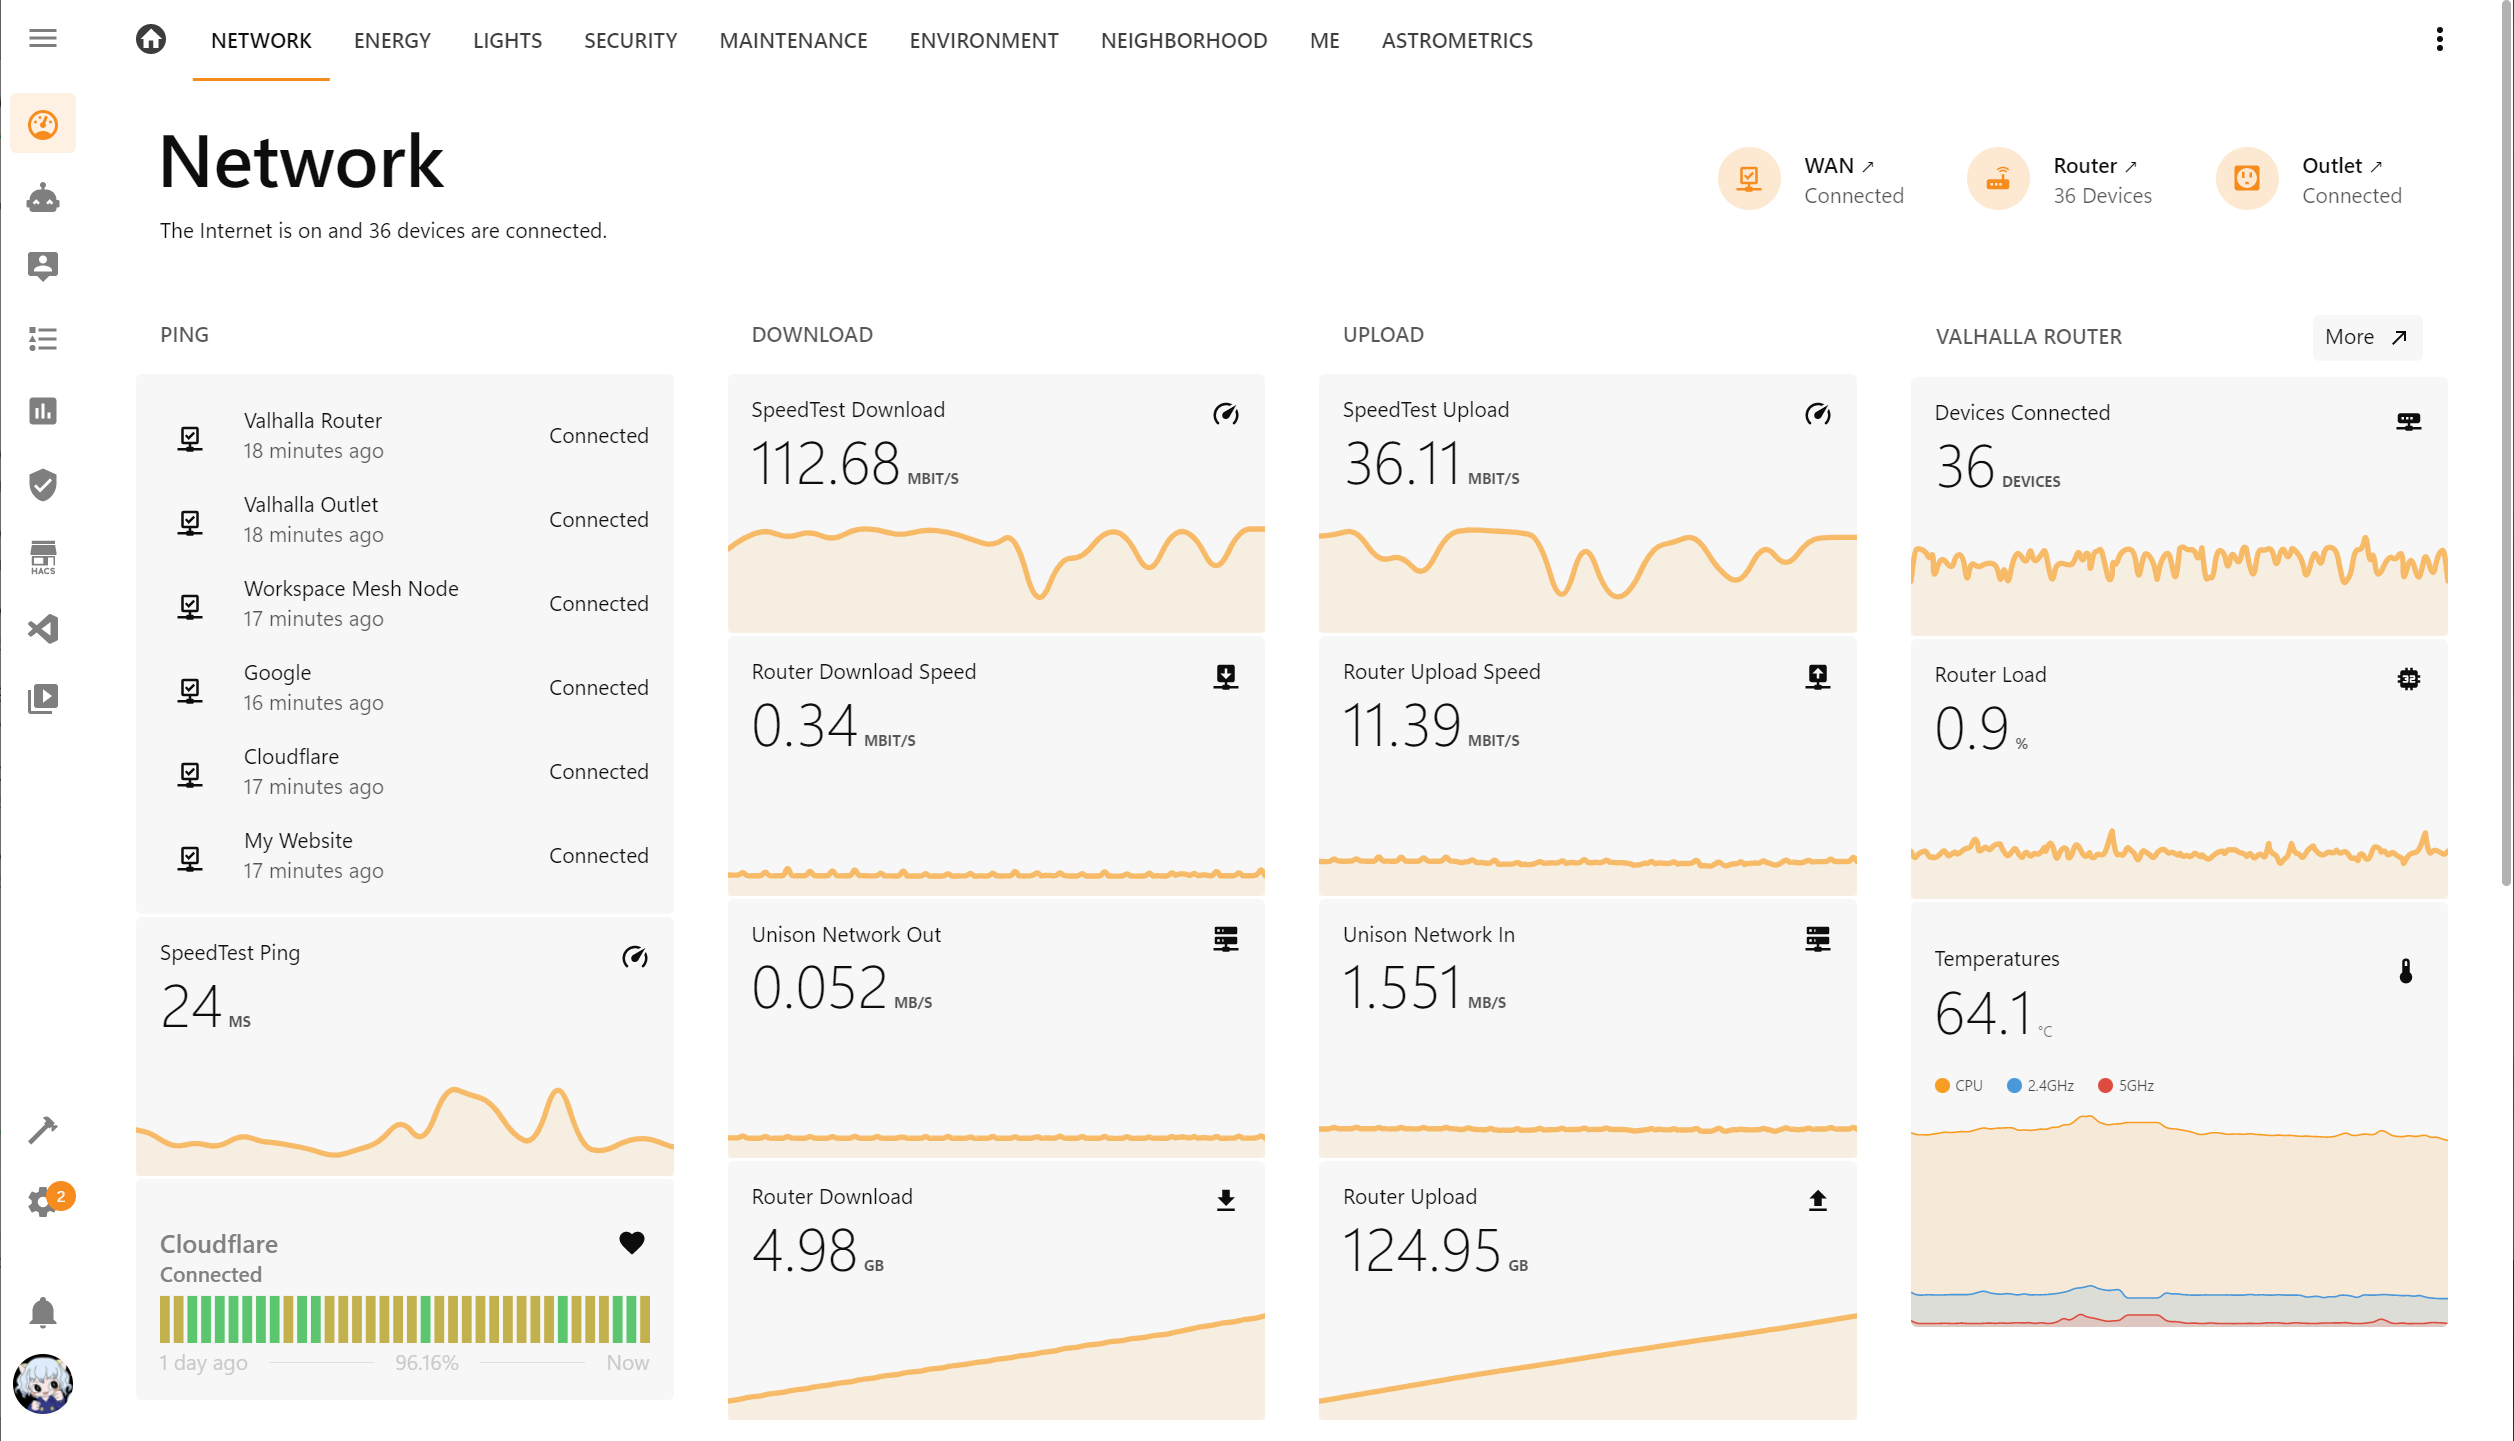 NETWORK
ENERGY
LIGHTS
SECURITY
MAINTENANCE
ENVIRONMENT
NEIGHBORHOOD
ME
ASTROMETRICS
Network
The Internet is on and 36 devices are connected.
WAN ↗
Connected
Router ↗
36 Devices
Outlet ↗
Connected
HACS
2
PING
Valhalla Router
18 minutes ago
Connected
Valhalla Outlet
18 minutes ago
Connected
Workspace Mesh Node
17 minutes ago
Connected
Google
16 minutes ago
Connected
Cloudflare
17 minutes ago
Connected
My Website
17 minutes ago
Connected
SpeedTest Ping
24 MS
Cloudflare
Connected
1 day ago
96.16%
Now
DOWNLOAD
SpeedTest Download
112.68 MBIT/S
Router Download Speed
0.34 MBIT/S
Unison Network Out
0.052 MB/S
Router Download
4.98 GB
UPLOAD
SpeedTest Upload
36.11 MBIT/S
Router Upload Speed
11.39 MBIT/S
Unison Network In
1.551 MB/S
Router Upload
124.95 GB
VALHALLA ROUTER
More
Devices Connected
36 DEVICES
Router Load
32
0.9 %
Temperatures
64.1 °C
CPU
2.4GHz
5GHz